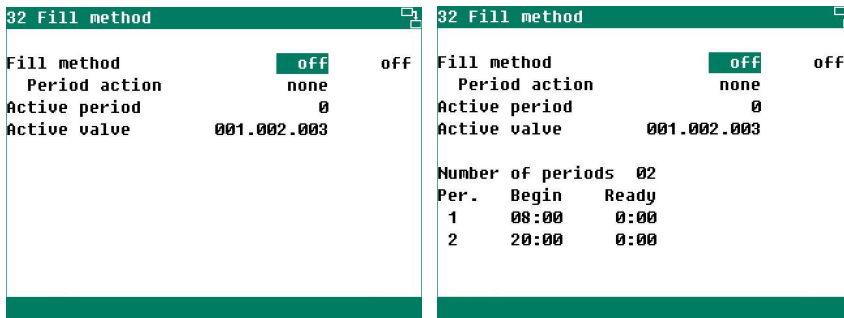 32 Fill method
Fill method off off
Period action none
Active period 0
Active valve 001.002.003
32 Fill method
Fill method off off
Period action none
Active period 0
Active valve 001.002.003
Number of periods 02
Per. Begin Ready
1 08:00 0:00
2 20:00 0:00